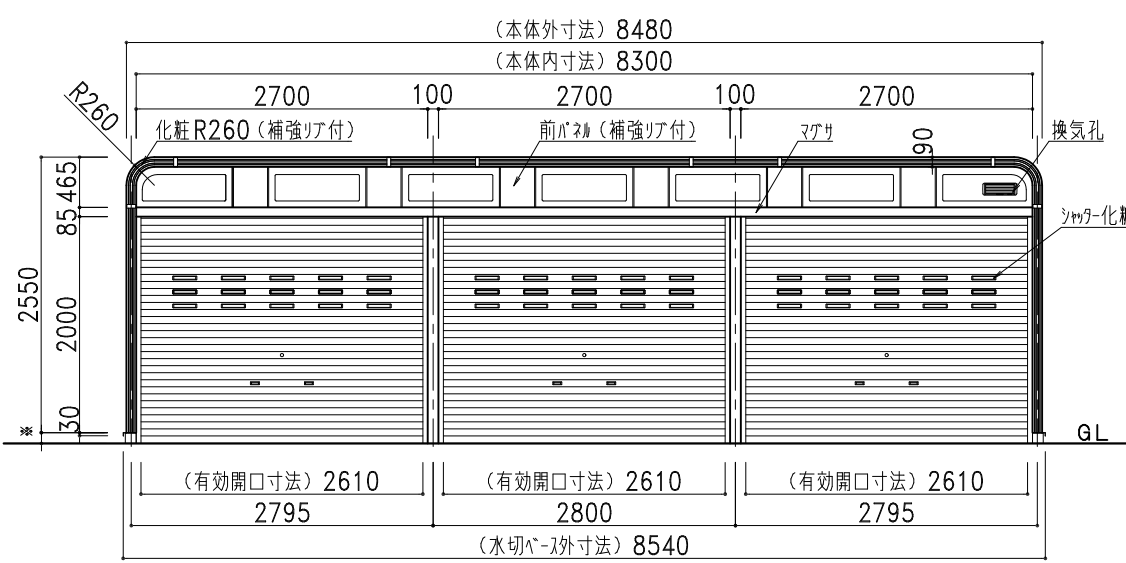 (本体外寸法) 8480
(本体内寸法) 8300
2700 100 2700 100 2700
R260
化粧R260 (補強リブ付)
前パネル (補強リブ付)
マグサ
90
換気孔
465
85
シャッター化粧
2550
2000
30
※
GL
(有効開口寸法) 2610 (有効開口寸法) 2610 (有効開口寸法) 2610
2795 2800 2795
(水切ベース外寸法) 8540